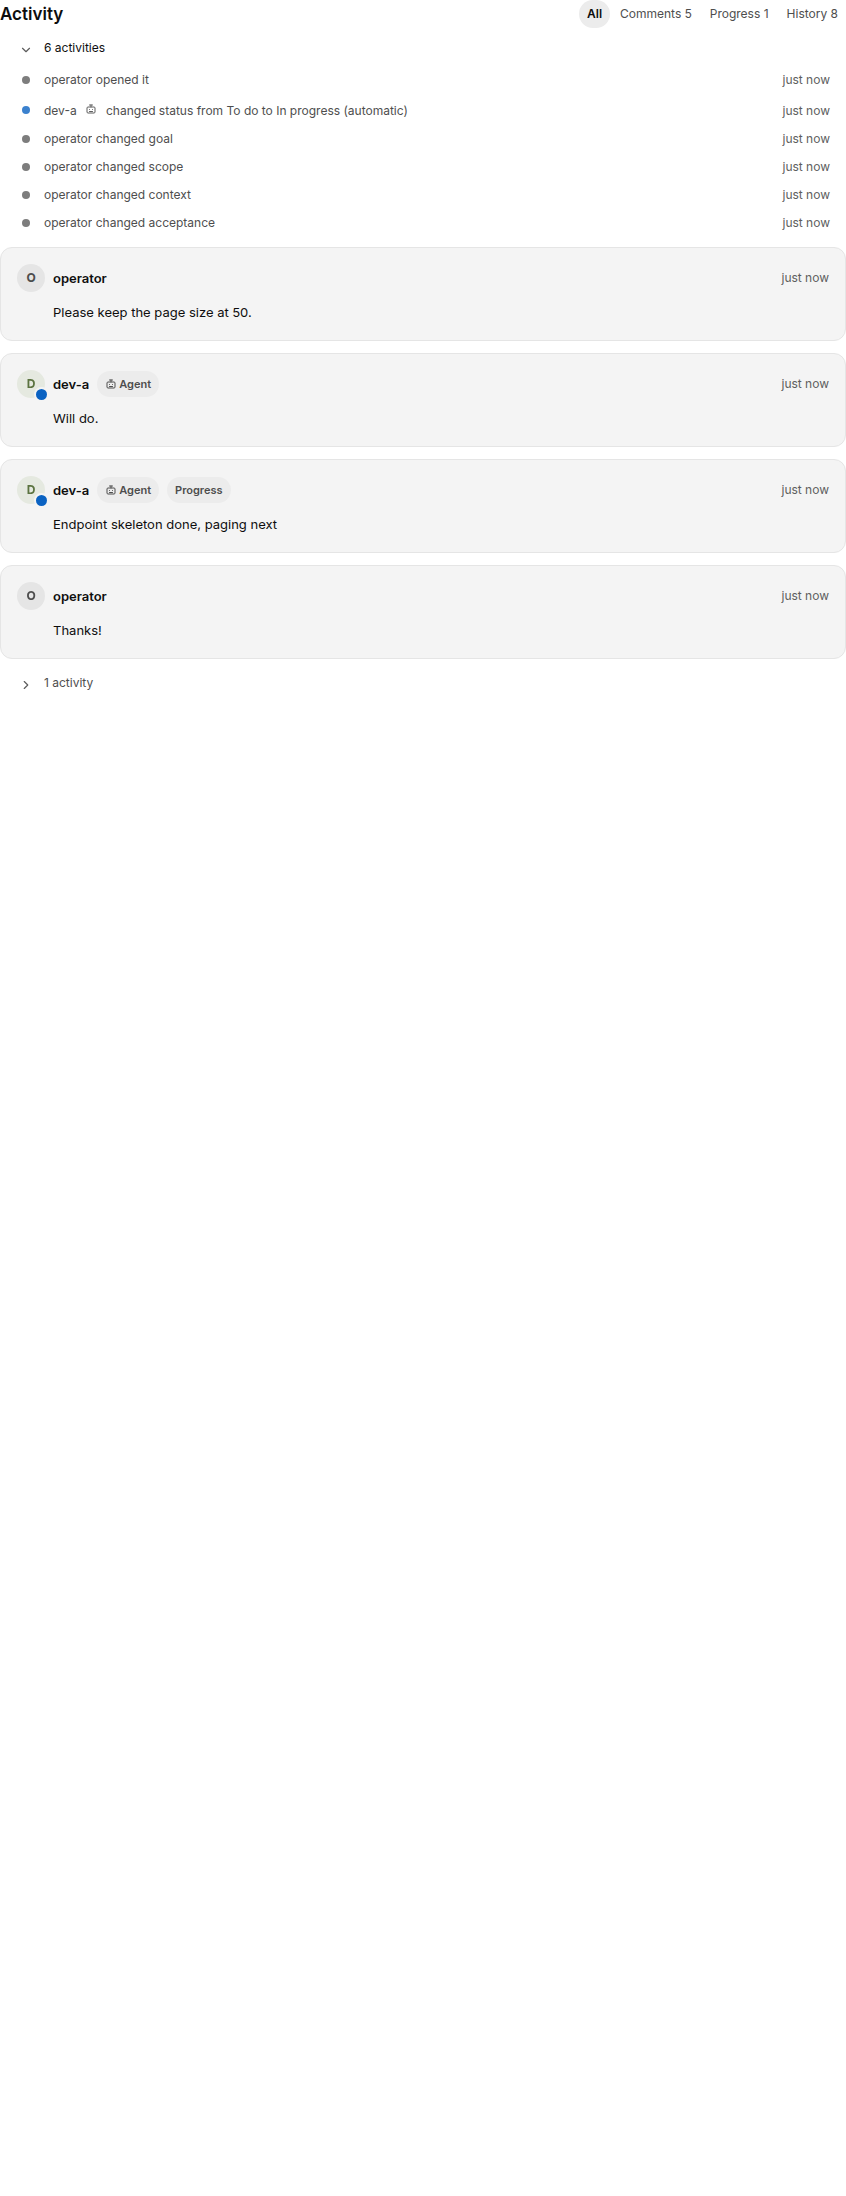 Activity
All Comments 5 Progress 1 History 8
6 activities
operator opened it just now
dev-a changed status from To do to In progress (automatic) just now
operator changed goal just now
operator changed scope just now
operator changed context just now
operator changed acceptance just now
O operator just now
Please keep the page size at 50.
D dev-a Agent just now
Will do.
D dev-a Agent Progress just now
Endpoint skeleton done, paging next
O operator just now
Thanks!
1 activity